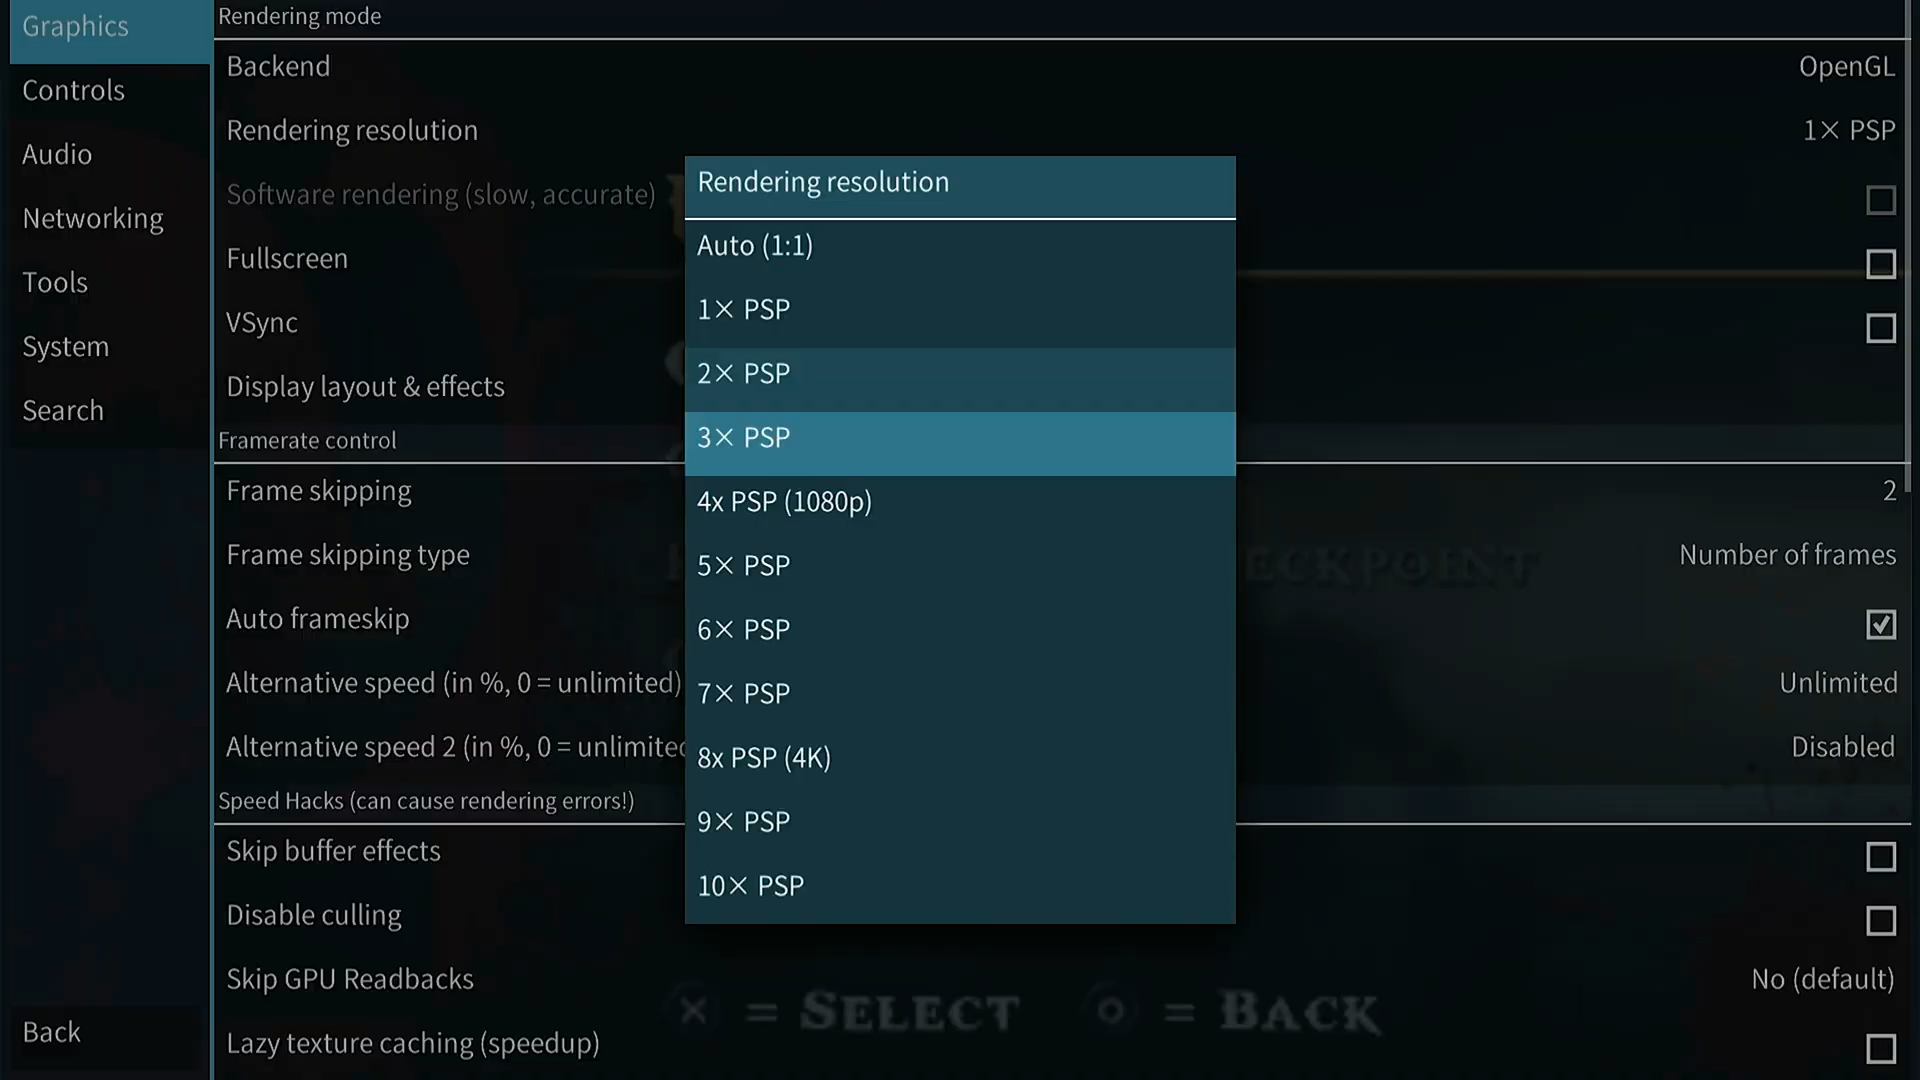 Graphics
Controls
Audio
Networking
Tools
System
Search
Back
Rendering mode
Backend
OpenGL
Rendering resolution
1× PSP
Software rendering (slow, accurate)
Fullscreen
VSync
Display layout & effects
Framerate control
Frame skipping
2
Frame skipping type
Number of frames
Auto frameskip
Alternative speed (in %, 0 = unlimited)
Unlimited
Alternative speed 2 (in %, 0 = unlimited
Disabled
Speed Hacks (can cause rendering errors!)
Skip buffer effects
Disable culling
Skip GPU Readbacks
No (default)
Lazy texture caching (speedup)
Rendering resolution
Auto (1:1)
1× PSP
2× PSP
3× PSP
4x PSP (1080p)
5× PSP
6× PSP
7× PSP
8x PSP (4K)
9× PSP
10× PSP
= SELECT
= BACK